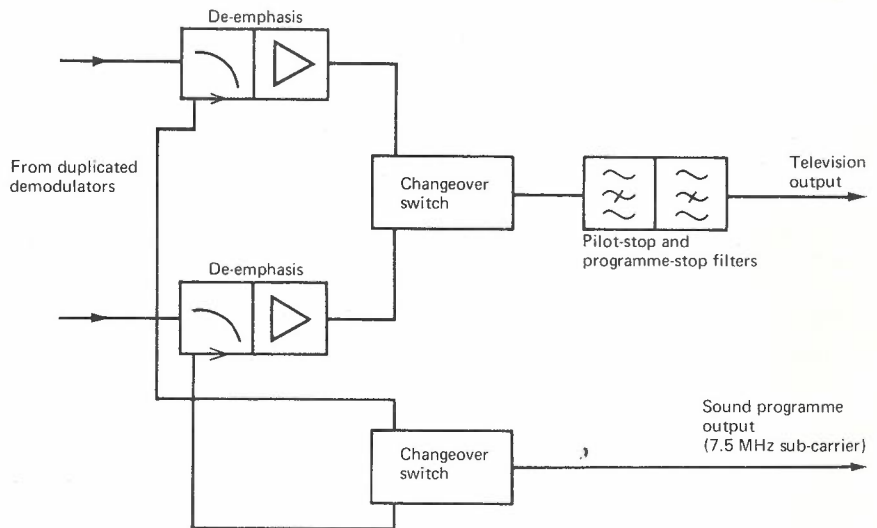 De-emphasis
From duplicated
demodulators
Changeover
switch
Television
output
Pilot-stop and
programme-stop filters
De-emphasis
Changeover
switch
Sound programme
output
(7.5 MHz sub-carrier)